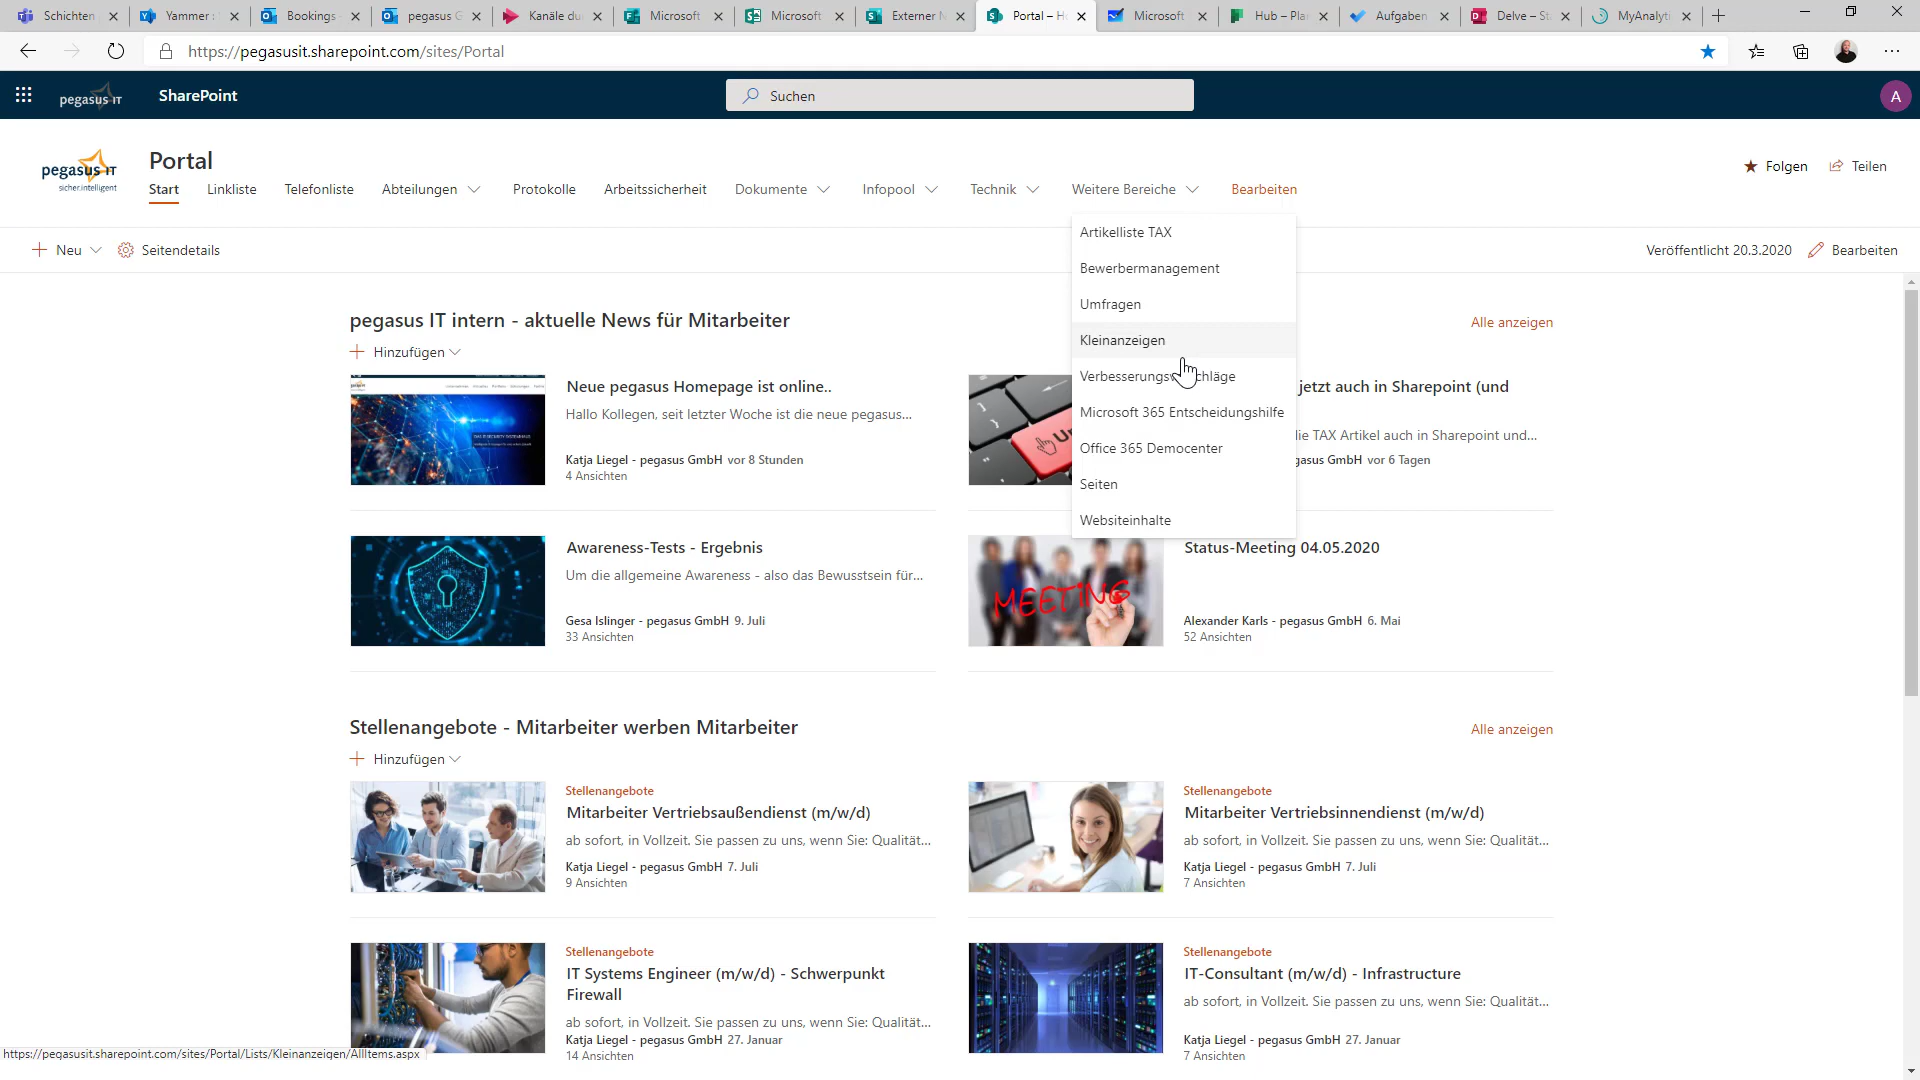 Schichten
Yammer :
Bookings -
pegasus G
Kanäle du
Microsoft
Microsoft
Externer N
Portal – Ho
Microsoft
Hub – Pla
Aufgaben
Delve – St
MyAnalyti
https://pegasusit.sharepoint.com/sites/Portal
pegasus IT
SharePoint
Suchen
A
pegasus IT
sicher.intelligent
Portal
Folgen
Teilen
Start
Linkliste
Telefonliste
Abteilungen
Protokolle
Arbeitssicherheit
Dokumente
Infopool
Technik
Weitere Bereiche
Bearbeiten
Neu
Seitendetails
Veröffentlicht 20.3.2020
Bearbeiten
Artikelliste TAX
Bewerbermanagement
Umfragen
Kleinanzeigen
Microsoft 365 Entscheidungshilfe
Office 365 Democenter
Seiten
Websiteinhalte
pegasus IT intern - aktuelle News für Mitarbeiter
Alle anzeigen
Hinzufügen
Neue pegasus Homepage ist online..
Hallo Kollegen, seit letzter Woche ist die neue pegasus...
Katja Liegel - pegasus GmbH vor 8 Stunden
4 Ansichten
jetzt auch in Sharepoint (und
die TAX Artikel auch in Sharepoint und...
GmbH vor 6 Tagen
Awareness-Tests - Ergebnis
Um die allgemeine Awareness - also das Bewusstsein für...
Gesa Islinger - pegasus GmbH 9. Juli
33 Ansichten
MEETING
Status-Meeting 04.05.2020
Alexander Karls - pegasus GmbH 6. Mai
52 Ansichten
Stellenangebote - Mitarbeiter werben Mitarbeiter
Alle anzeigen
Hinzufügen
Stellenangebote
Mitarbeiter Vertriebsaußendienst (m/w/d)
ab sofort, in Vollzeit. Sie passen zu uns, wenn Sie: Qualität...
Katja Liegel - pegasus GmbH 7. Juli
9 Ansichten
Stellenangebote
Mitarbeiter Vertriebsinnendienst (m/w/d)
ab sofort, in Vollzeit. Sie passen zu uns, wenn Sie: Qualität...
Katja Liegel - pegasus GmbH 7. Juli
7 Ansichten
Stellenangebote
IT Systems Engineer (m/w/d) - Schwerpunkt
Firewall
ab sofort, in Vollzeit. Sie passen zu uns, wenn Sie: Qualität...
Katja Liegel - pegasus GmbH 27. Januar
14 Ansichten
Stellenangebote
IT-Consultant (m/w/d) - Infrastructure
ab sofort, in Vollzeit. Sie passen zu uns, wenn Sie: Qualität...
Katja Liegel - pegasus GmbH 27. Januar
7 Ansichten
https://pegasusit.sharepoint.com/sites/Portal/Lists/Kleinanzeigen/AllItems.aspx